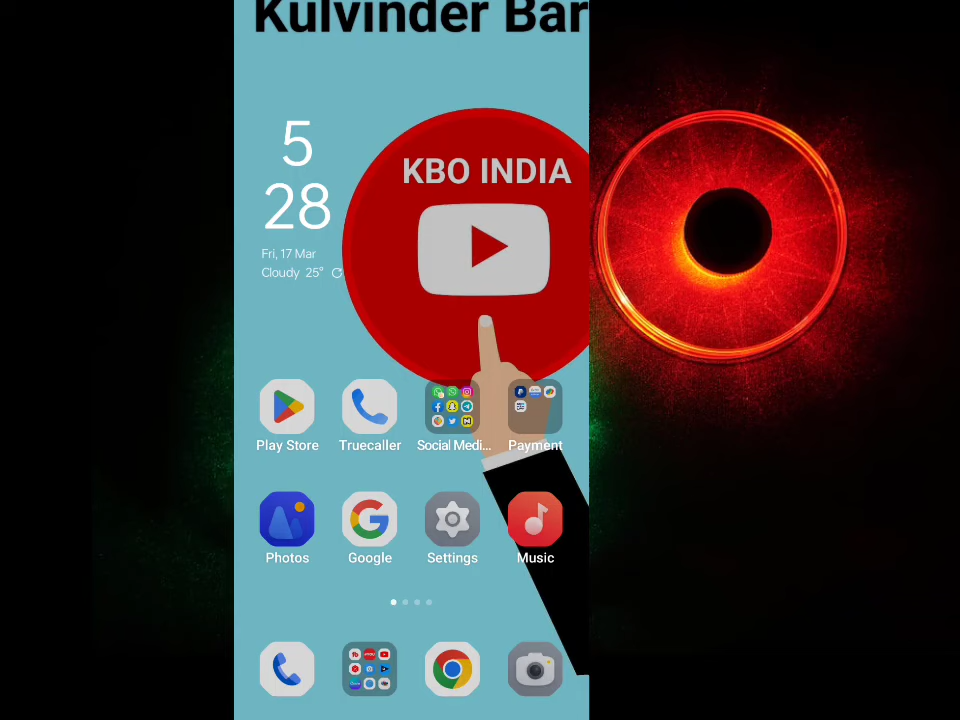 Kulvinder Bar
5
28
Fri, 17 Mar
Cloudy 25°
KBO INDIA
Play Store
Truecaller
Social Medi...
Payment
Photos
Google
Settings
Music